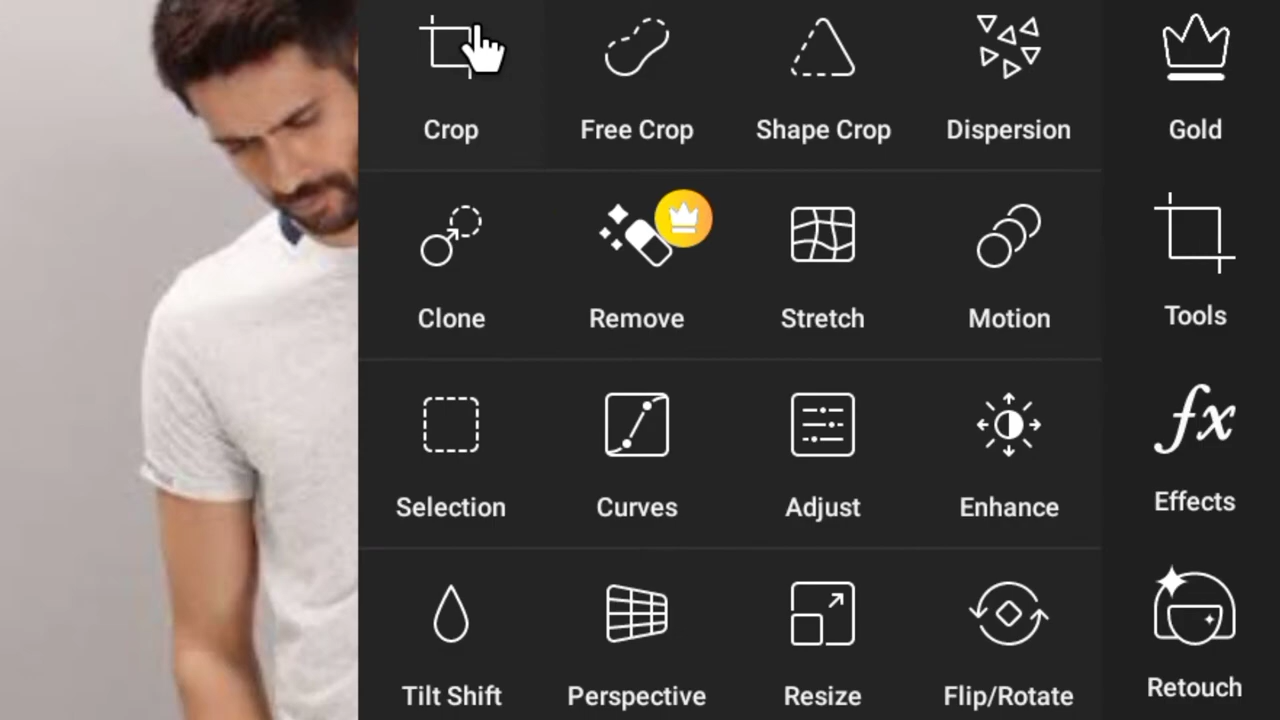 Crop Free Crop Shape Crop Dispersion Gold
Clone Remove Stretch Motion Tools
Selection Curves Adjust Enhance Effects
Tilt Shift Perspective Resize Flip/Rotate Retouch